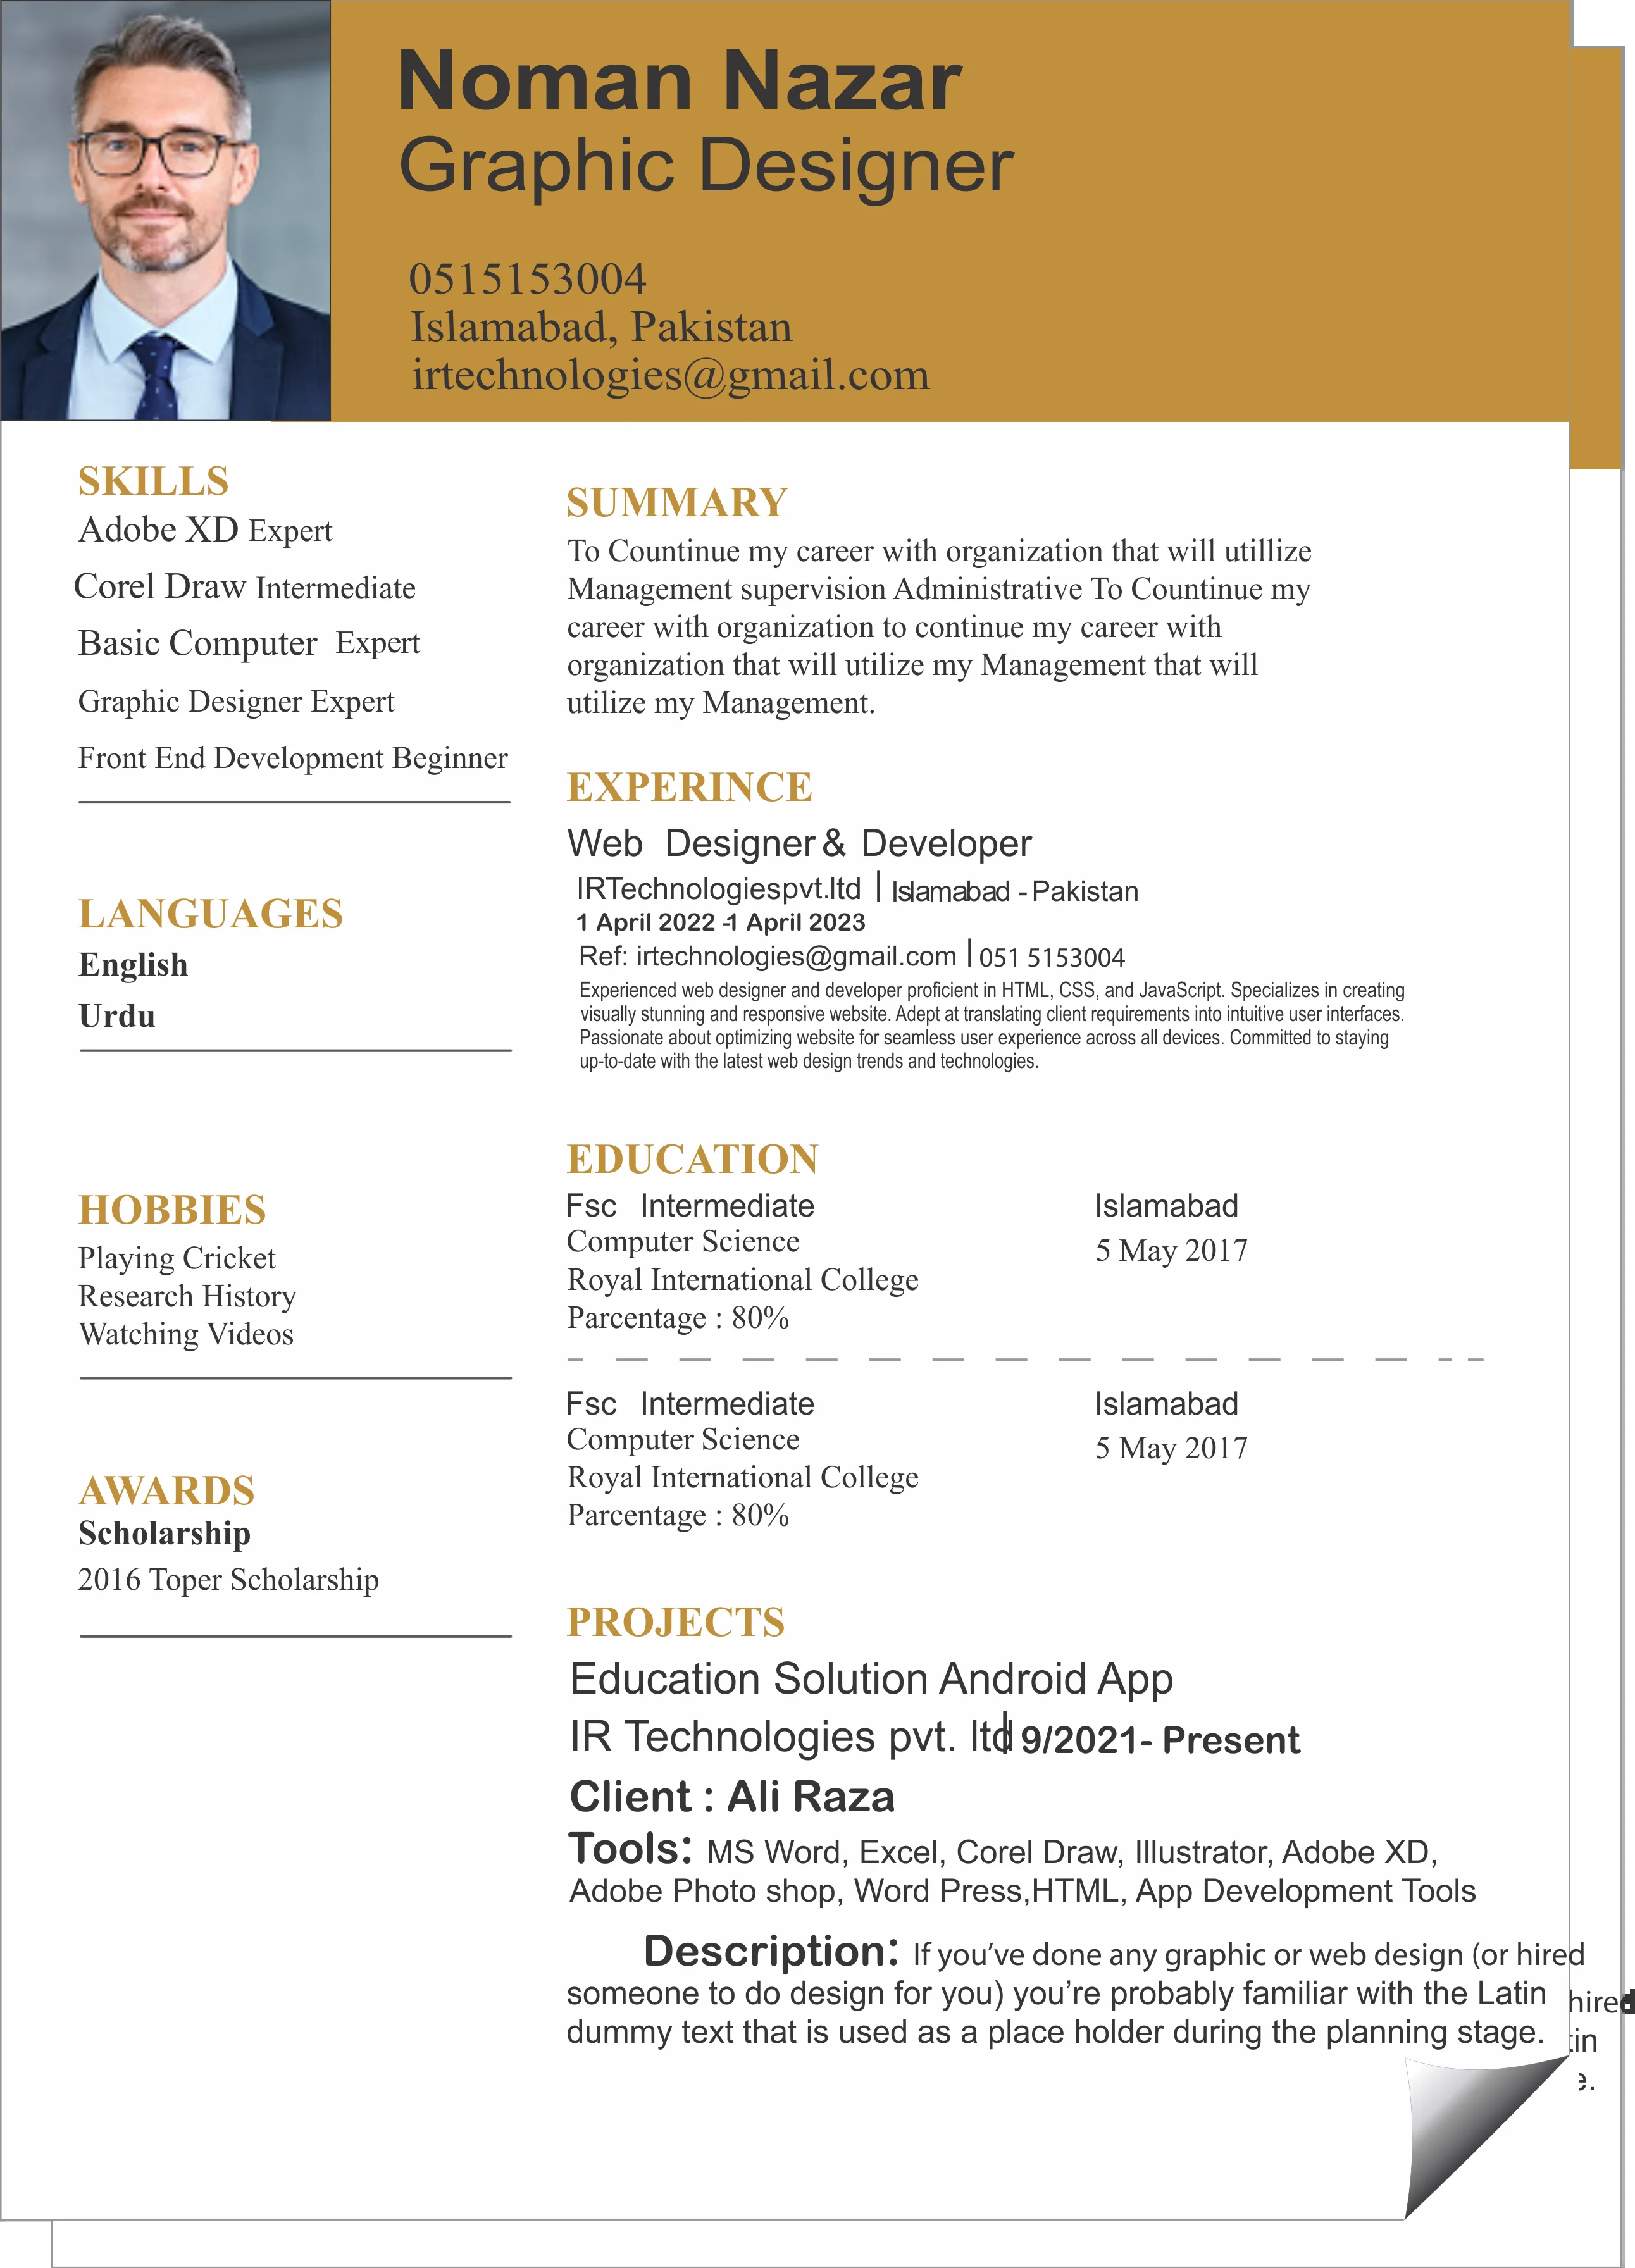 Noman Nazar
Graphic Designer
0515153004
Islamabad, Pakistan
irtechnologies@gmail.com
SKILLS
Adobe XD Expert
Corel Draw Intermediate
Basic Computer Expert
Graphic Designer Expert
Front End Development Beginner
LANGUAGES
English
Urdu
HOBBIES
Playing Cricket
Research History
Watching Videos
AWARDS
Scholarship
2016 Toper Scholarship
SUMMARY
To Countinue my career with organization that will utillize
Management supervision Administrative To Countinue my
career with organization to continue my career with
organization that will utilize my Management that will
utilize my Management.
EXPERINCE
Web Designer & Developer
IRTechnologiespvt.ltd | Islamabad - Pakistan
1 April 2022 -1 April 2023
Ref: irtechnologies@gmail.com | 051 5153004
Experienced web designer and developer proficient in HTML, CSS, and JavaScript. Specializes in creating
visually stunning and responsive website. Adept at translating client requirements into intuitive user interfaces.
Passionate about optimizing website for seamless user experience across all devices. Committed to staying
up-to-date with the latest web design trends and technologies.
EDUCATION
Fsc Intermediate Islamabad
Computer Science 5 May 2017
Royal International College
Parcentage : 80%
Fsc Intermediate Islamabad
Computer Science 5 May 2017
Royal International College
Parcentage : 80%
PROJECTS
Education Solution Android App
IR Technologies pvt. ltd | 9/2021- Present
Client : Ali Raza
Tools: MS Word, Excel, Corel Draw, Illustrator, Adobe XD,
Adobe Photo shop, Word Press,HTML, App Development Tools
Description: If you've done any graphic or web design (or hired
someone to do design for you) you're probably familiar with the Latin
dummy text that is used as a place holder during the planning stage.